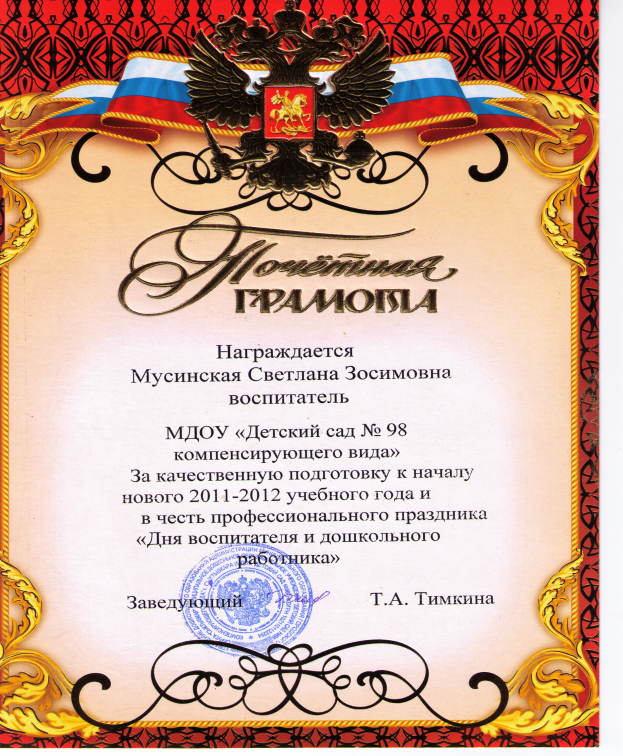 Почётная
ГРАМОТА
Награждается
Мусинская Светлана Зосимовна
воспитатель
МДОУ «Детский сад № 98
компенсирующего вида»
За качественную подготовку к началу
нового 2011-2012 учебного года и
в честь профессионального праздника
«Дня воспитателя и дошкольного
работника»
Заведующий Т.А. Тимкина